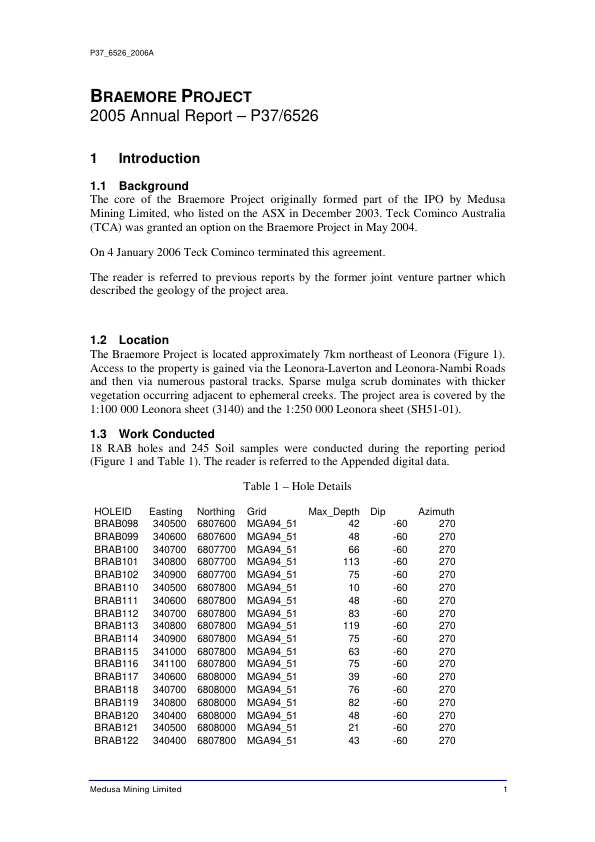 P37_6526_2006A
BRAEMORE PROJECT
2005 Annual Report – P37/6526
1 Introduction
1.1 Background
The core of the Braemore Project originally formed part of the IPO by Medusa
Mining Limited, who listed on the ASX in December 2003. Teck Cominco Australia
(TCA) was granted an option on the Braemore Project in May 2004.
On 4 January 2006 Teck Cominco terminated this agreement.
The reader is referred to previous reports by the former joint venture partner which
described the geology of the project area.
1.2 Location
The Braemore Project is located approximately 7km northeast of Leonora (Figure 1).
Access to the property is gained via the Leonora-Laverton and Leonora-Nambi Roads
and then via numerous pastoral tracks. Sparse mulga scrub dominates with thicker
vegetation occurring adjacent to ephemeral creeks. The project area is covered by the
1:100 000 Leonora sheet (3140) and the 1:250 000 Leonora sheet (SH51-01).
1.3 Work Conducted
18 RAB holes and 245 Soil samples were conducted during the reporting period
(Figure 1 and Table 1). The reader is referred to the Appended digital data.
Table 1 – Hole Details
HOLEID Easting Northing Grid Max_Depth Dip Azimuth
BRAB098 340500 6807600 MGA94_51 42 -60 270
BRAB099 340600 6807600 MGA94_51 48 -60 270
BRAB100 340700 6807700 MGA94_51 66 -60 270
BRAB101 340800 6807700 MGA94_51 113 -60 270
BRAB102 340900 6807700 MGA94_51 75 -60 270
BRAB110 340500 6807800 MGA94_51 10 -60 270
BRAB111 340600 6807800 MGA94_51 48 -60 270
BRAB112 340700 6807800 MGA94_51 83 -60 270
BRAB113 340800 6807800 MGA94_51 119 -60 270
BRAB114 340900 6807800 MGA94_51 75 -60 270
BRAB115 341000 6807800 MGA94_51 63 -60 270
BRAB116 341100 6807800 MGA94_51 75 -60 270
BRAB117 340600 6808000 MGA94_51 39 -60 270
BRAB118 340700 6808000 MGA94_51 76 -60 270
BRAB119 340800 6808000 MGA94_51 82 -60 270
BRAB120 340400 6808000 MGA94_51 48 -60 270
BRAB121 340500 6808000 MGA94_51 21 -60 270
BRAB122 340400 6807800 MGA94_51 43 -60 270
Medusa Mining Limited 1